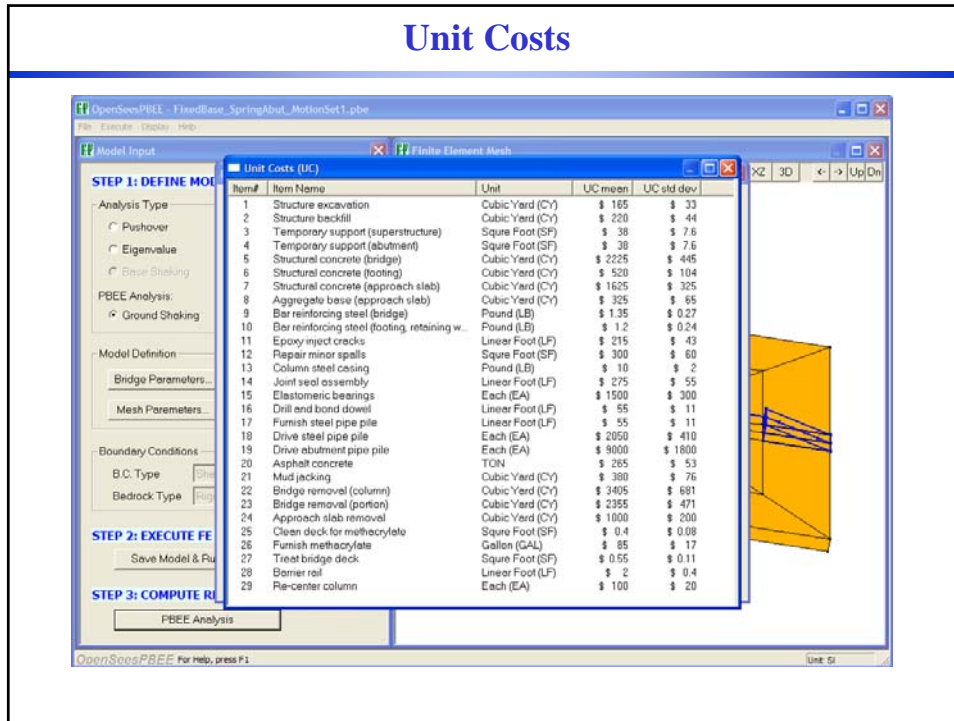 Unit Costs
OpenSeesPBEE - FixedBase_SpringAbut_MotionSet1.pbe
File Execute Display Help
Model Input
Finite Element Mesh
XZ 3D <- -> Up Dn
STEP 1: DEFINE MOD
Analysis Type
Pushover
Eigenvalue
Base Shaking
PBEE Analysis:
Ground Shaking
Model Definition
Bridge Parameters...
Mesh Parameters...
Boundary Conditions
B.C. Type
Bedrock Type
STEP 2: EXECUTE FE
Save Model & Ru
STEP 3: COMPUTE
PBEE Analysis
Unit Costs (UC)
Item# Item Name Unit UC mean UC std dev
1 Structure excavation Cubic Yard (CY) $ 165 $ 33
2 Structure backfill Cubic Yard (CY) $ 220 $ 44
3 Temporary support (superstructure) Squre Foot (SF) $ 38 $ 7.6
4 Temporary support (abutment) Squre Foot (SF) $ 38 $ 7.6
5 Structural concrete (bridge) Cubic Yard (CY) $ 2225 $ 445
6 Structural concrete (footing) Cubic Yard (CY) $ 520 $ 104
7 Structural concrete (approach slab) Cubic Yard (CY) $ 1625 $ 325
8 Aggregate base (approach slab) Cubic Yard (CY) $ 325 $ 65
9 Bar reinforcing steel (bridge) Pound (LB) $ 1.35 $ 0.27
10 Bar reinforcing steel (footing, retaining w... Pound (LB) $ 1.2 $ 0.24
11 Epoxy inject cracks Linear Foot (LF) $ 215 $ 43
12 Repair minor spalls Squre Foot (SF) $ 300 $ 60
13 Column steel casing Pound (LB) $ 10 $ 2
14 Joint seal assembly Linear Foot (LF) $ 275 $ 55
15 Elastomeric bearings Each (EA) $ 1500 $ 300
16 Drill and bond dowel Linear Foot (LF) $ 55 $ 11
17 Furnish steel pipe pile Linear Foot (LF) $ 55 $ 11
18 Drive steel pipe pile Each (EA) $ 2050 $ 410
19 Drive abutment pipe pile Each (EA) $ 9000 $ 1800
20 Asphalt concrete TON $ 265 $ 53
21 Mud jacking Cubic Yard (CY) $ 380 $ 76
22 Bridge removal (column) Cubic Yard (CY) $ 3405 $ 681
23 Bridge removal (portion) Cubic Yard (CY) $ 2355 $ 471
24 Approach slab removal Cubic Yard (CY) $ 1000 $ 200
25 Clean deck for methacrylate Squre Foot (SF) $ 0.4 $ 0.08
26 Furnish methacrylate Gallon (GAL) $ 85 $ 17
27 Treat bridge deck Squre Foot (SF) $ 0.55 $ 0.11
28 Barrier rail Linear Foot (LF) $ 2 $ 0.4
29 Re-center column Each (EA) $ 100 $ 20
OpenSeesPBEE For Help, press F1
Unit: SI